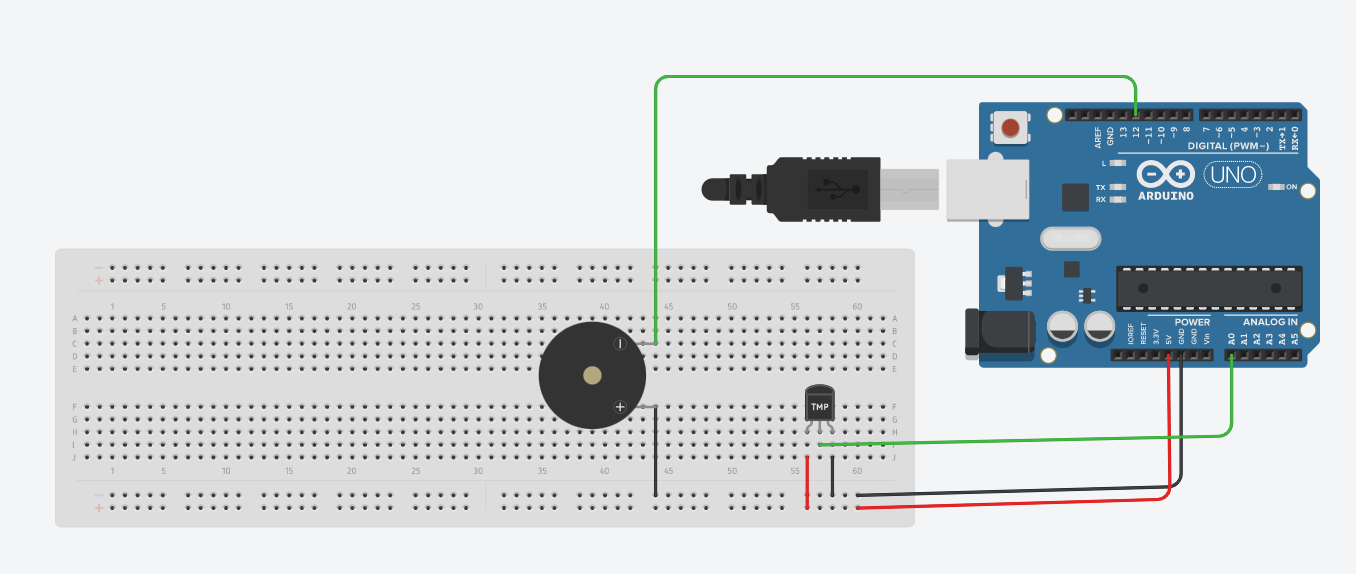 AREF
GND
13
12
~11
~10
~9
8
7
~6
~5
4
~3
2
TX→1
RX←0
DIGITAL (PWM~)
L
TX
RX
UNO
ARDUINO
ON
1 5 10 15 20 25 30 35 40 45 50 55 60
A A
B B
C C
D D
E E
POWER
ANALOG IN
IOREF
RESET
3.3V
5V
GND
GND
Vin
A0
A1
A2
A3
A4
A5
TMP
F F
G G
H H
I I
J J
1 5 10 15 20 25 30 35 40 45 50 55 60